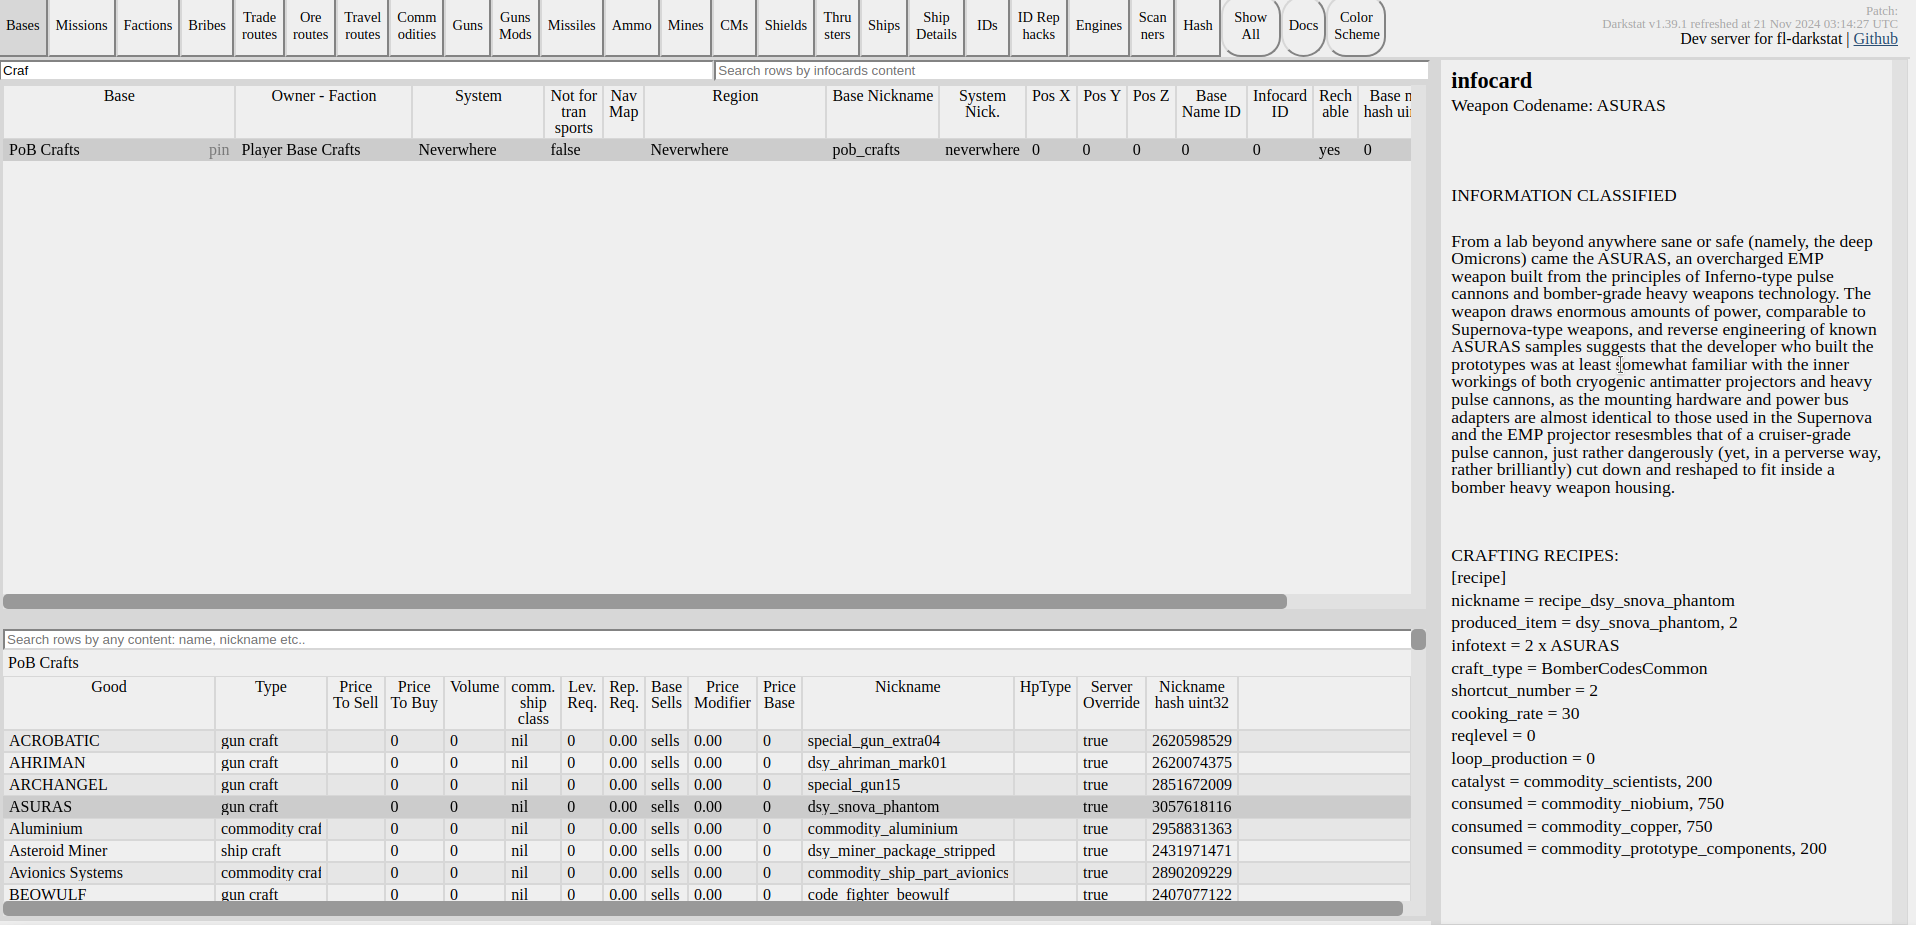 Bases Missions Factions Bribes Trade routes Ore routes Travel routes Comm odities Guns Guns Mods Missiles Ammo Mines CMs Shields Thru sters Ships Ship Details IDs ID Rep hacks Engines Scan ners Hash Show All Docs Color Scheme
Patch:
Darkstat v1.39.1 refreshed at 21 Nov 2024 03:14:27 UTC
Dev server for fl-darkstat | Github
Craf
Search rows by infocards content
Base Owner - Faction System Not for tran sports Nav Map Region Base Nickname System Nick. Pos X Pos Y Pos Z Base Name ID Infocard ID Rech able Base n hash uin
PoB Crafts pin Player Base Crafts Neverwhere false Neverwhere pob_crafts neverwhere 0 0 0 0 0 yes 0
Search rows by any content: name, nickname etc..
PoB Crafts
Good Type Price To Sell Price To Buy Volume comm. ship class Lev. Req. Rep. Req. Base Sells Price Modifier Price Base Nickname HpType Server Override Nickname hash uint32
ACROBATIC gun craft 0 0 nil 0 0.00 sells 0.00 0 special_gun_extra04 true 2620598529
AHRIMAN gun craft 0 0 nil 0 0.00 sells 0.00 0 dsy_ahriman_mark01 true 2620074375
ARCHANGEL gun craft 0 0 nil 0 0.00 sells 0.00 0 special_gun15 true 2851672009
ASURAS gun craft 0 0 nil 0 0.00 sells 0.00 0 dsy_snova_phantom true 3057618116
Aluminium commodity craf 0 0 nil 0 0.00 sells 0.00 0 commodity_aluminium true 2958831363
Asteroid Miner ship craft 0 0 nil 0 0.00 sells 0.00 0 dsy_miner_package_stripped true 2431971471
Avionics Systems commodity craf 0 0 nil 0 0.00 sells 0.00 0 commodity_ship_part_avionics true 2890209229
BEOWULF gun craft 0 0 nil 0 0.00 sells 0.00 0 code_fighter_beowulf true 2407077122
infocard
Weapon Codename: ASURAS
INFORMATION CLASSIFIED
From a lab beyond anywhere sane or safe (namely, the deep
Omicrons) came the ASURAS, an overcharged EMP
weapon built from the principles of Inferno-type pulse
cannons and bomber-grade heavy weapons technology. The
weapon draws enormous amounts of power, comparable to
Supernova-type weapons, and reverse engineering of known
ASURAS samples suggests that the developer who built the
prototypes was at least somewhat familiar with the inner
workings of both cryogenic antimatter projectors and heavy
pulse cannons, as the mounting hardware and power bus
adapters are almost identical to those used in the Supernova
and the EMP projector resesmbles that of a cruiser-grade
pulse cannon, just rather dangerously (yet, in a perverse way,
rather brilliantly) cut down and reshaped to fit inside a
bomber heavy weapon housing.
CRAFTING RECIPES:
[recipe]
nickname = recipe_dsy_snova_phantom
produced_item = dsy_snova_phantom, 2
infotext = 2 x ASURAS
craft_type = BomberCodesCommon
shortcut_number = 2
cooking_rate = 30
reqlevel = 0
loop_production = 0
catalyst = commodity_scientists, 200
consumed = commodity_niobium, 750
consumed = commodity_copper, 750
consumed = commodity_prototype_components, 200